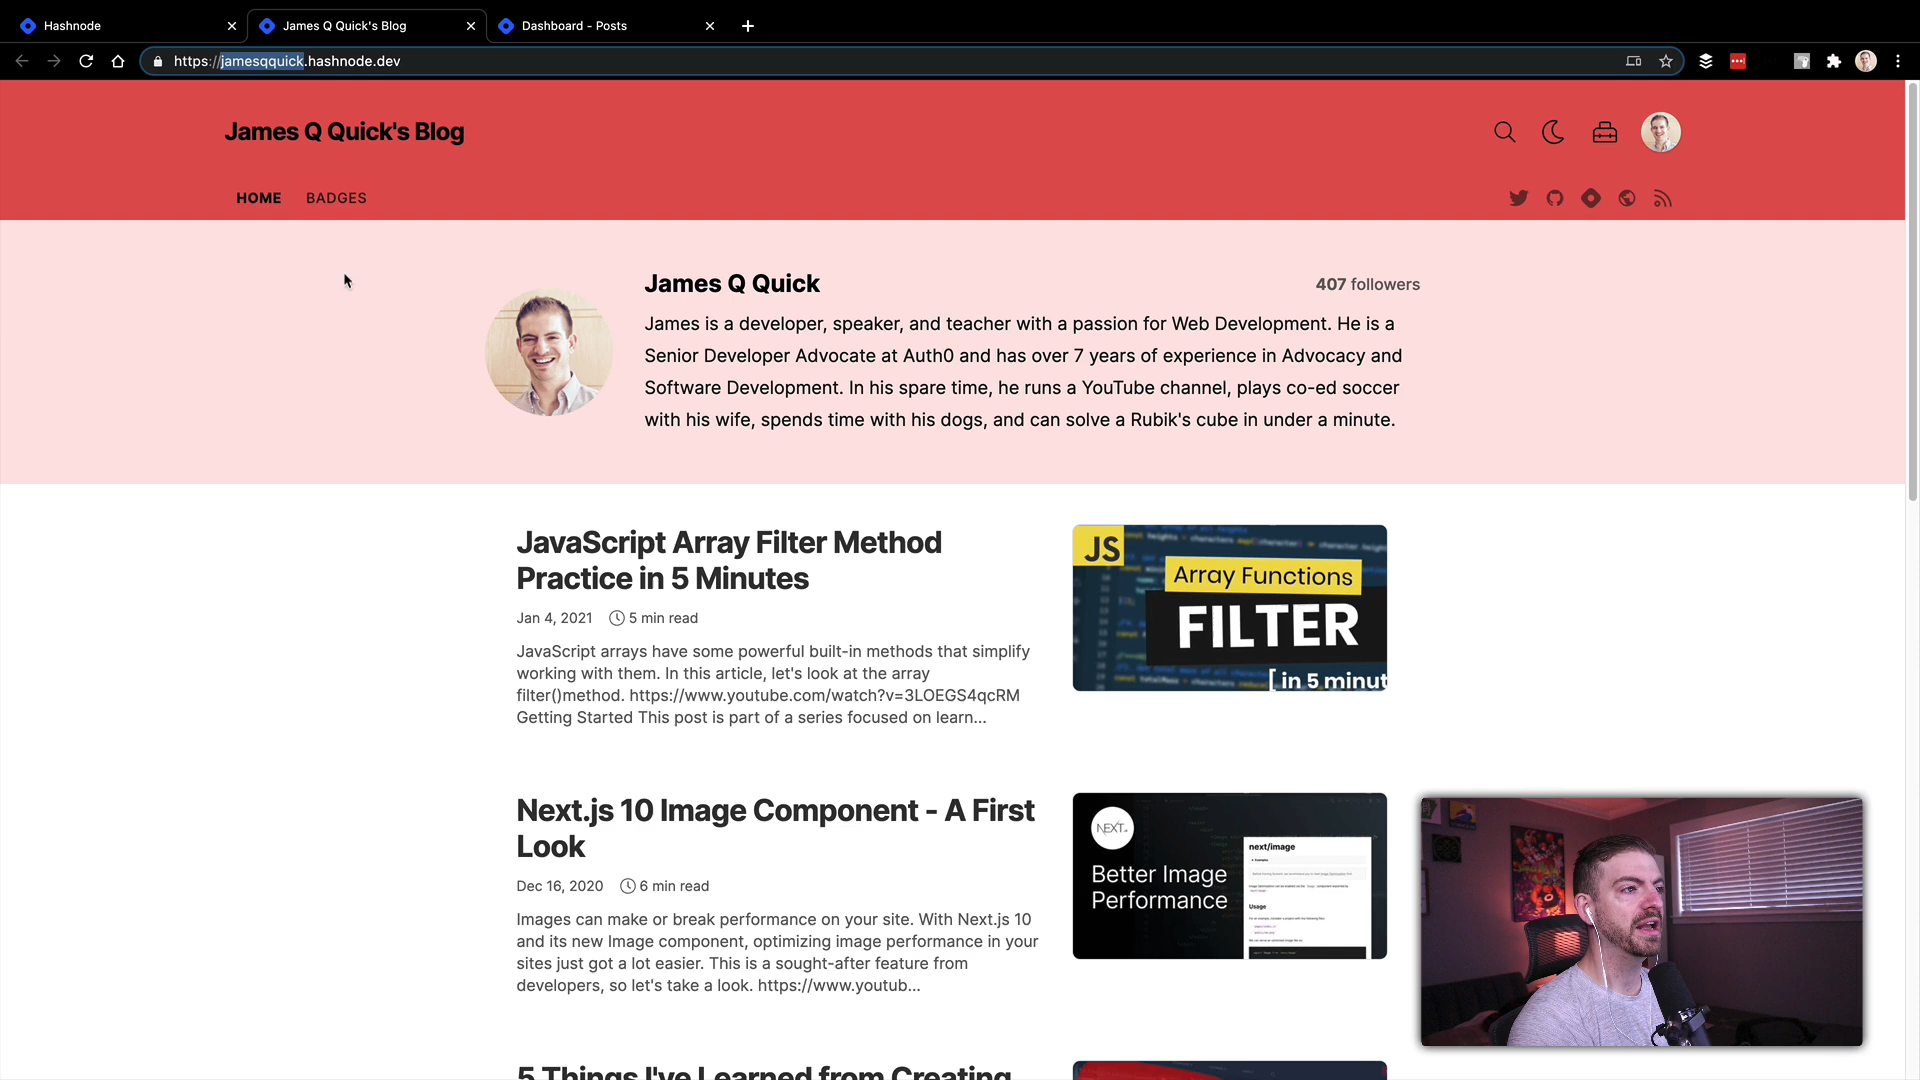 Hashnode
James Q Quick's Blog
Dashboard - Posts
https://jamesqquick.hashnode.dev
James Q Quick's Blog
HOME
BADGES
James Q Quick
407 followers
James is a developer, speaker, and teacher with a passion for Web Development. He is a
Senior Developer Advocate at Auth0 and has over 7 years of experience in Advocacy and
Software Development. In his spare time, he runs a YouTube channel, plays co-ed soccer
with his wife, spends time with his dogs, and can solve a Rubik's cube in under a minute.
JavaScript Array Filter Method
Practice in 5 Minutes
Jan 4, 2021
5 min read
JavaScript arrays have some powerful built-in methods that simplify
working with them. In this article, let's look at the array
filter()method. https://www.youtube.com/watch?v=3LOEGS4qcRM
Getting Started This post is part of a series focused on learn...
JS
Array Functions
FILTER
[ in 5 minut
Next.js 10 Image Component - A First
Look
Dec 16, 2020
6 min read
Images can make or break performance on your site. With Next.js 10
and its new Image component, optimizing image performance in your
sites just got a lot easier. This is a sought-after feature from
developers, so let's take a look. https://www.youtub...
NEXT.
Better Image
Performance
next/image
Examples
Usage
5 Things I've Learned from Creating